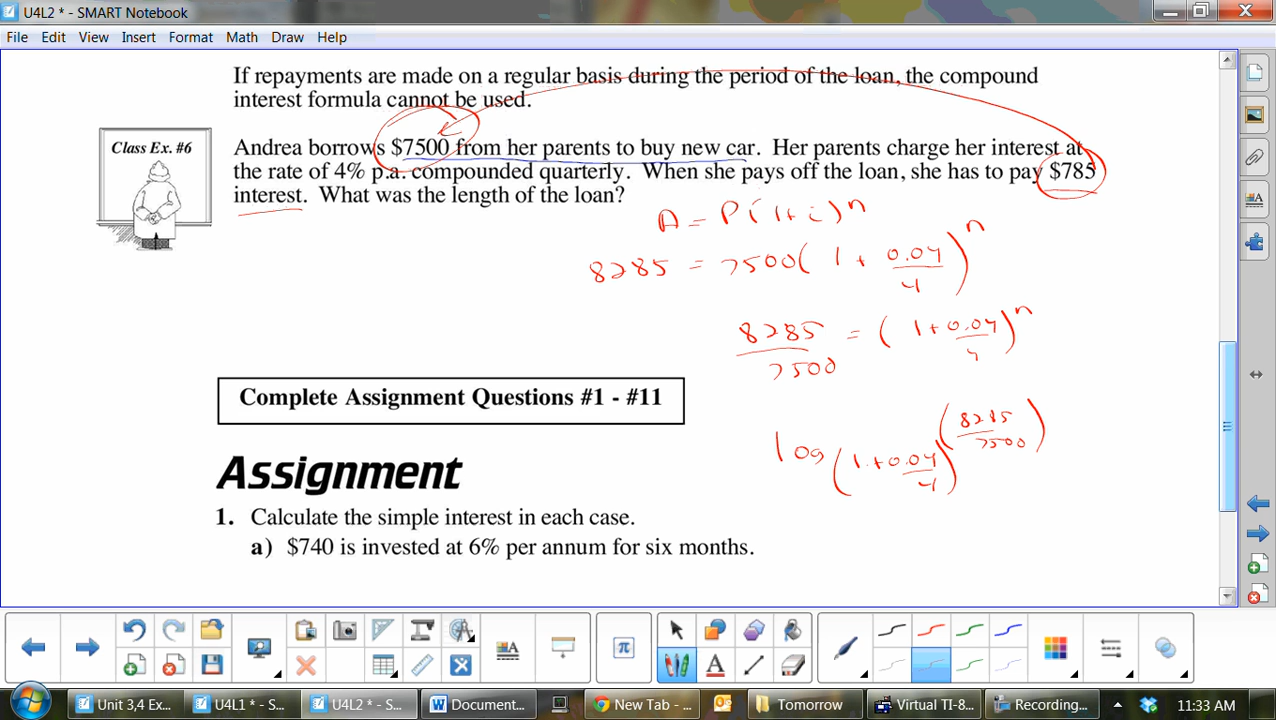 U4L2 * - SMART Notebook
File Edit View Insert Format Math Draw Help
If repayments are made on a regular basis during the period of the loan, the compound
interest formula cannot be used.
Class Ex. #6
Andrea borrows $7500 from her parents to buy new car. Her parents charge her interest at
the rate of 4% p.a. compounded quarterly. When she pays off the loan, she has to pay $785
interest. What was the length of the loan?
A = P(1+i)^n
8285 = 7500(1 + 0.04/4)^n
8285/7500 = (1+0.04/4)^n
log (1+0.04/4) (8285/7500)
Complete Assignment Questions #1 - #11
Assignment
1. Calculate the simple interest in each case.
a) $740 is invested at 6% per annum for six months.
Unit 3,4 Ex... U4L1 * - S... U4L2 * - S... Document... New Tab - ... Tomorrow Virtual TI-8... Recording... 11:33 AM